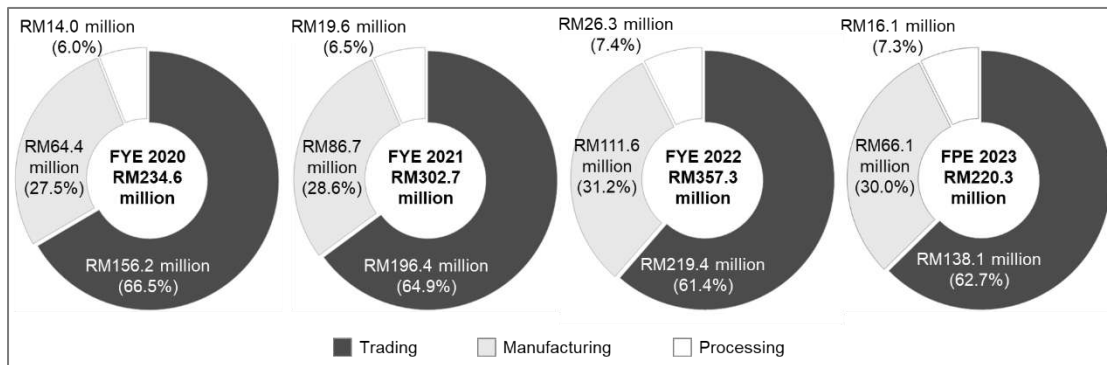 RM14.0 million
(6.0%)
RM64.4
million
(27.5%)
FYE 2020
RM234.6
million
RM156.2 million
(66.5%)
RM19.6 million
(6.5%)
RM86.7
million
(28.6%)
FYE 2021
RM302.7
million
RM196.4 million
(64.9%)
RM26.3 million
(7.4%)
RM111.6
million
(31.2%)
FYE 2022
RM357.3
million
RM219.4 million
(61.4%)
RM16.1 million
(7.3%)
RM66.1
million
(30.0%)
FPE 2023
RM220.3
million
RM138.1 million
(62.7%)
Trading
Manufacturing
Processing